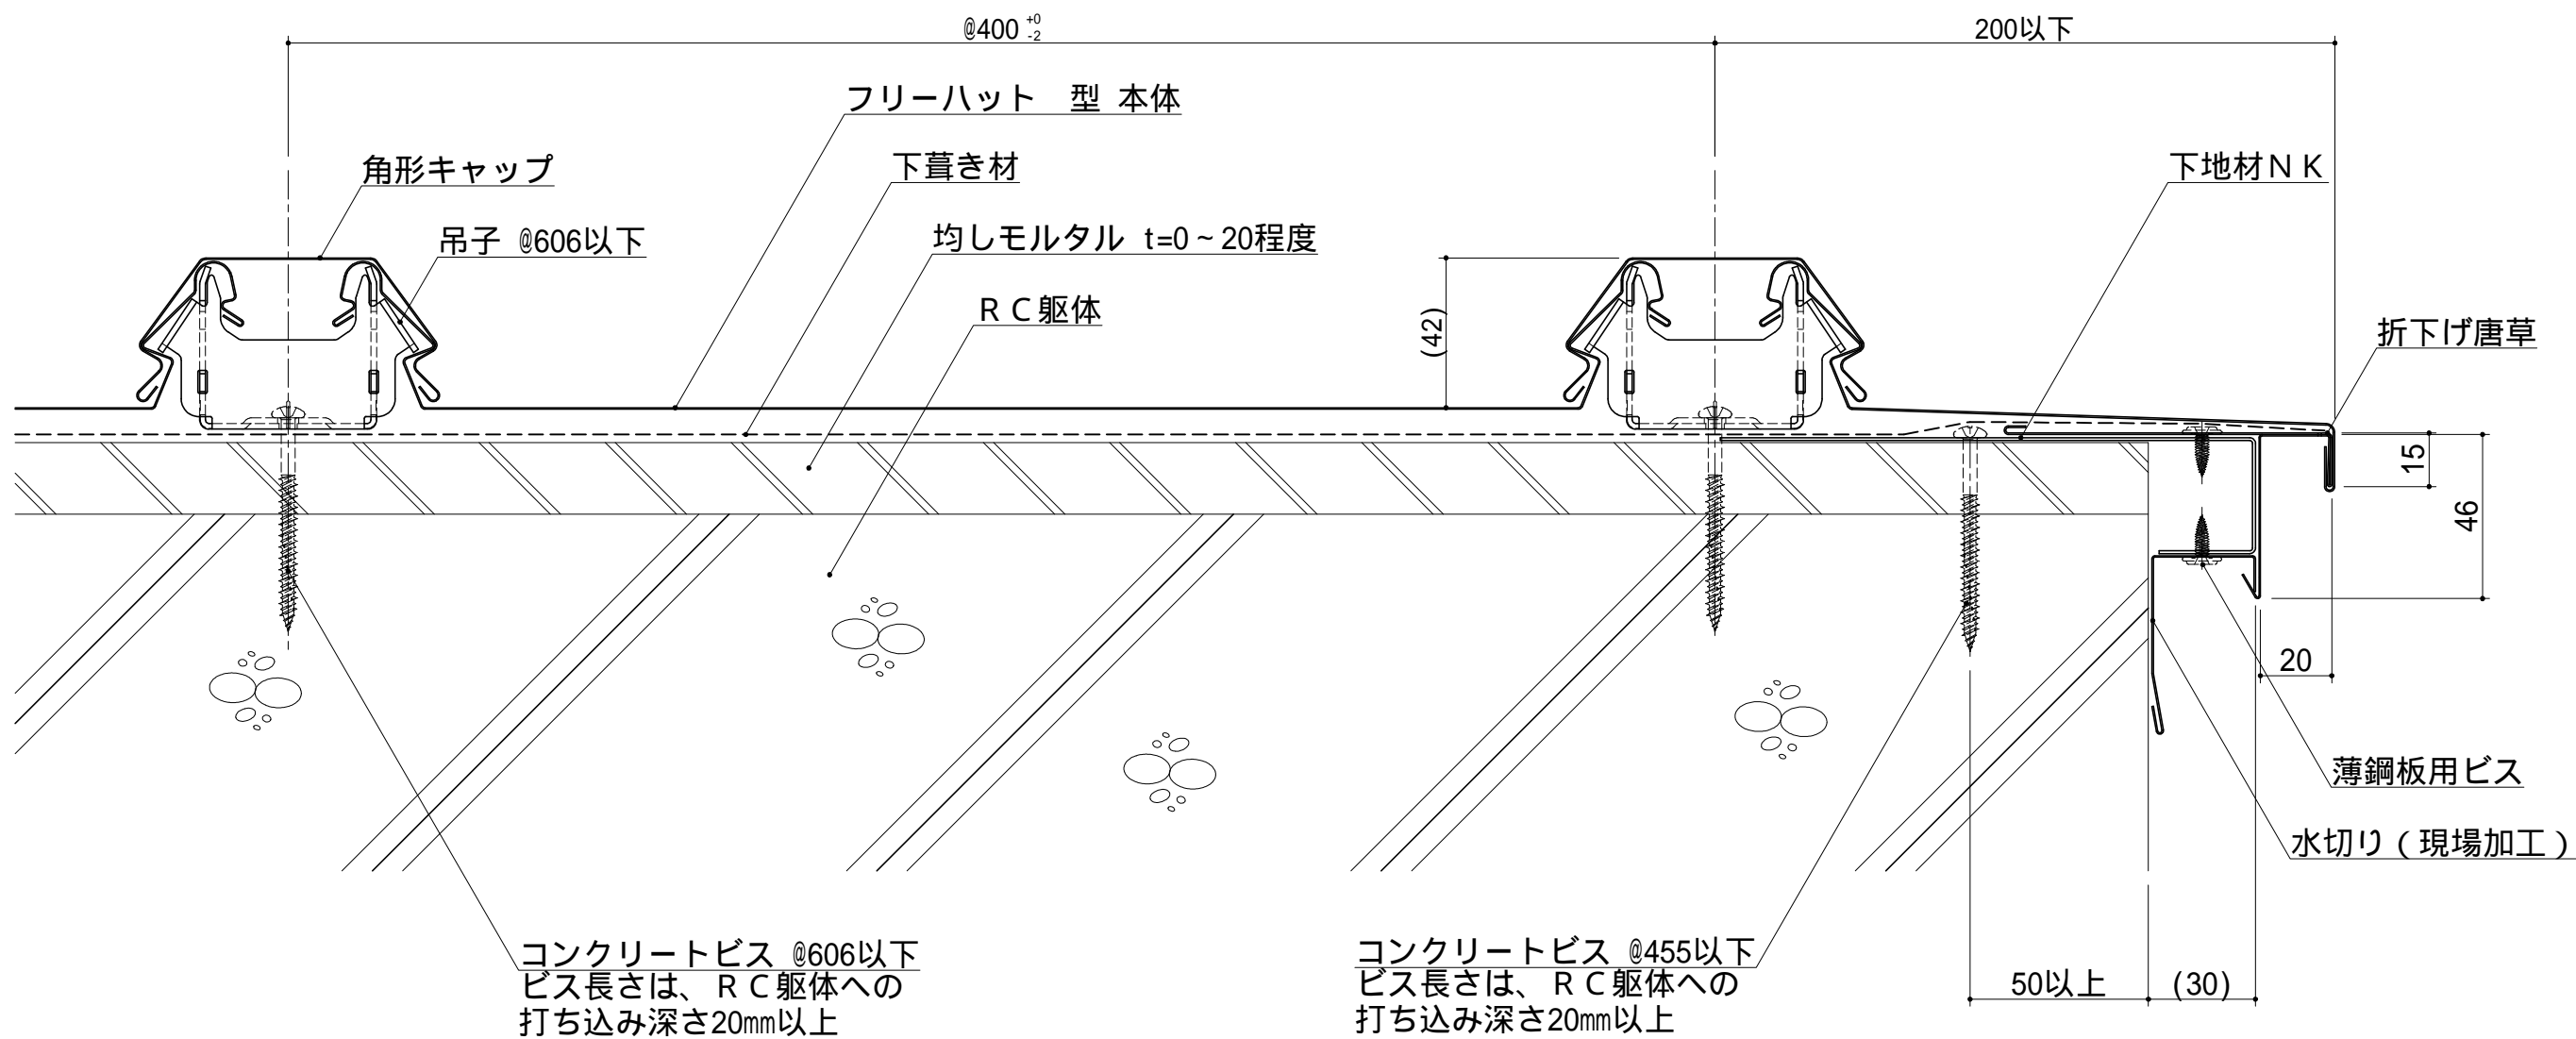 @400 +0 -2
200以下
フリーハット　型 本体
角形キャップ
下葺き材
下地材ＮＫ
吊子 @606以下
均しモルタル t=0～20程度
ＲＣ躯体
(42)
折下げ唐草
15
46
20
薄鋼板用ビス
水切り（現場加工）
コンクリートビス @606以下
ビス長さは、ＲＣ躯体への
打ち込み深さ20mm以上
コンクリートビス @455以下
ビス長さは、ＲＣ躯体への
打ち込み深さ20mm以上
50以上
(30)